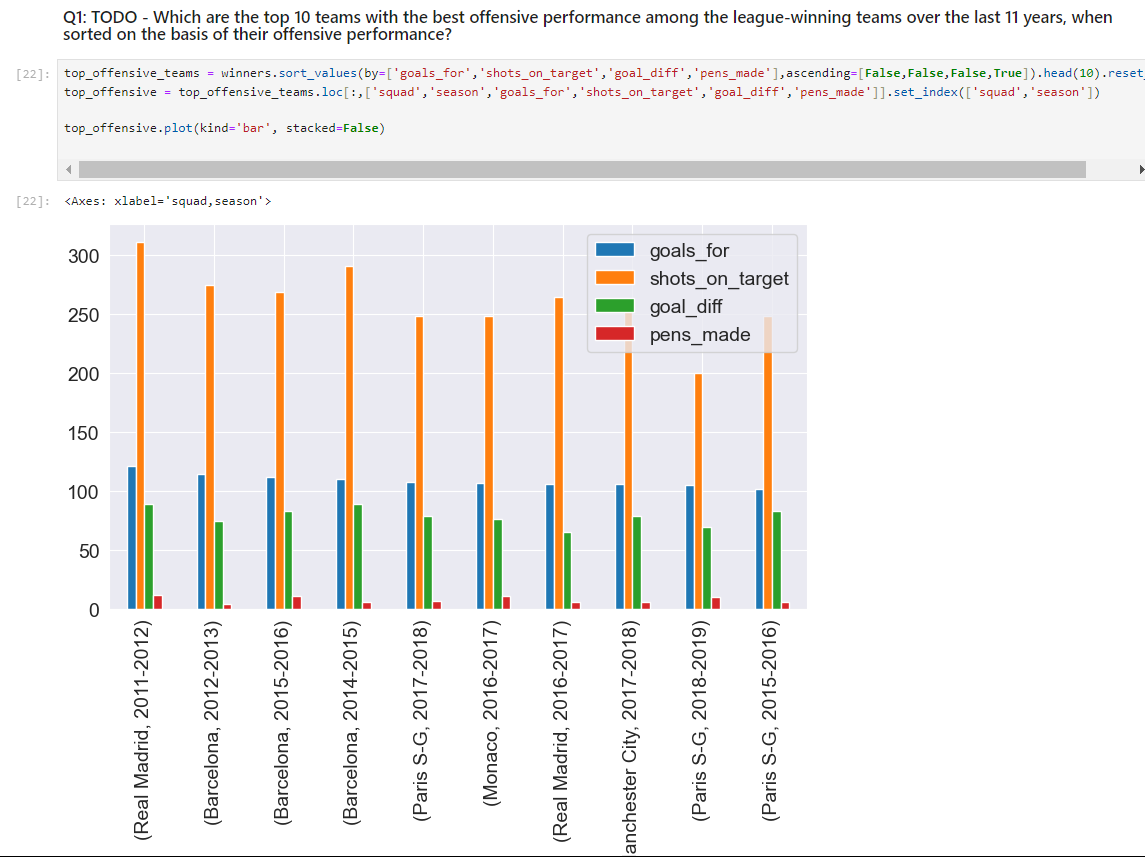 Q1: TODO - Which are the top 10 teams with the best offensive performance among the league-winning teams over the last 11 years, when
sorted on the basis of their offensive performance?
[22]: top_offensive_teams = winners.sort_values(by=['goals_for','shots_on_target','goal_diff','pens_made'],ascending=[False,False,False,True]).head(10).reset_
top_offensive = top_offensive_teams.loc[:,['squad','season','goals_for','shots_on_target','goal_diff','pens_made']].set_index(['squad','season'])
top_offensive.plot(kind='bar', stacked=False)
[22]: <Axes: xlabel='squad,season'>
goals_for
shots_on_target
goal_diff
pens_made
300
250
200
150
100
50
0
(Real Madrid, 2011-2012)
(Barcelona, 2012-2013)
(Barcelona, 2015-2016)
(Barcelona, 2014-2015)
(Paris S-G, 2017-2018)
(Monaco, 2016-2017)
(Real Madrid, 2016-2017)
anchester City, 2017-2018)
(Paris S-G, 2018-2019)
(Paris S-G, 2015-2016)